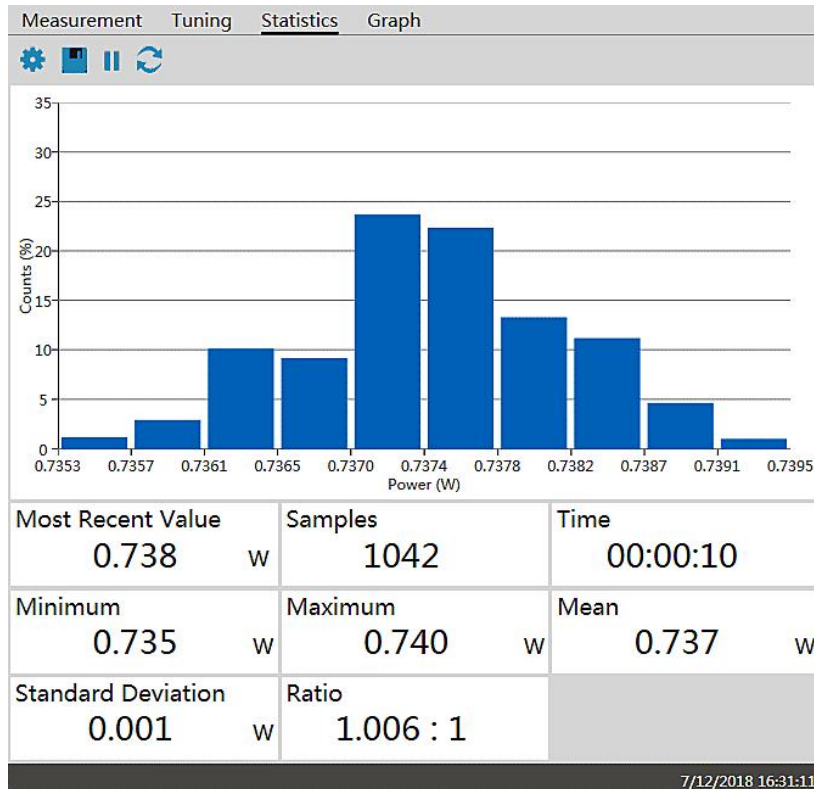 Measurement Tuning Statistics Graph
35
30
25
20
15
10
5
0
Counts (%)
0.7353 0.7357 0.7361 0.7365 0.7370 0.7374 0.7378 0.7382 0.7387 0.7391 0.7395
Power (W)
Most Recent Value Samples Time
0.738 W 1042 00:00:10
Minimum Maximum Mean
0.735 W 0.740 W 0.737 W
Standard Deviation Ratio
0.001 W 1.006 : 1
7/12/2018 16:31:11